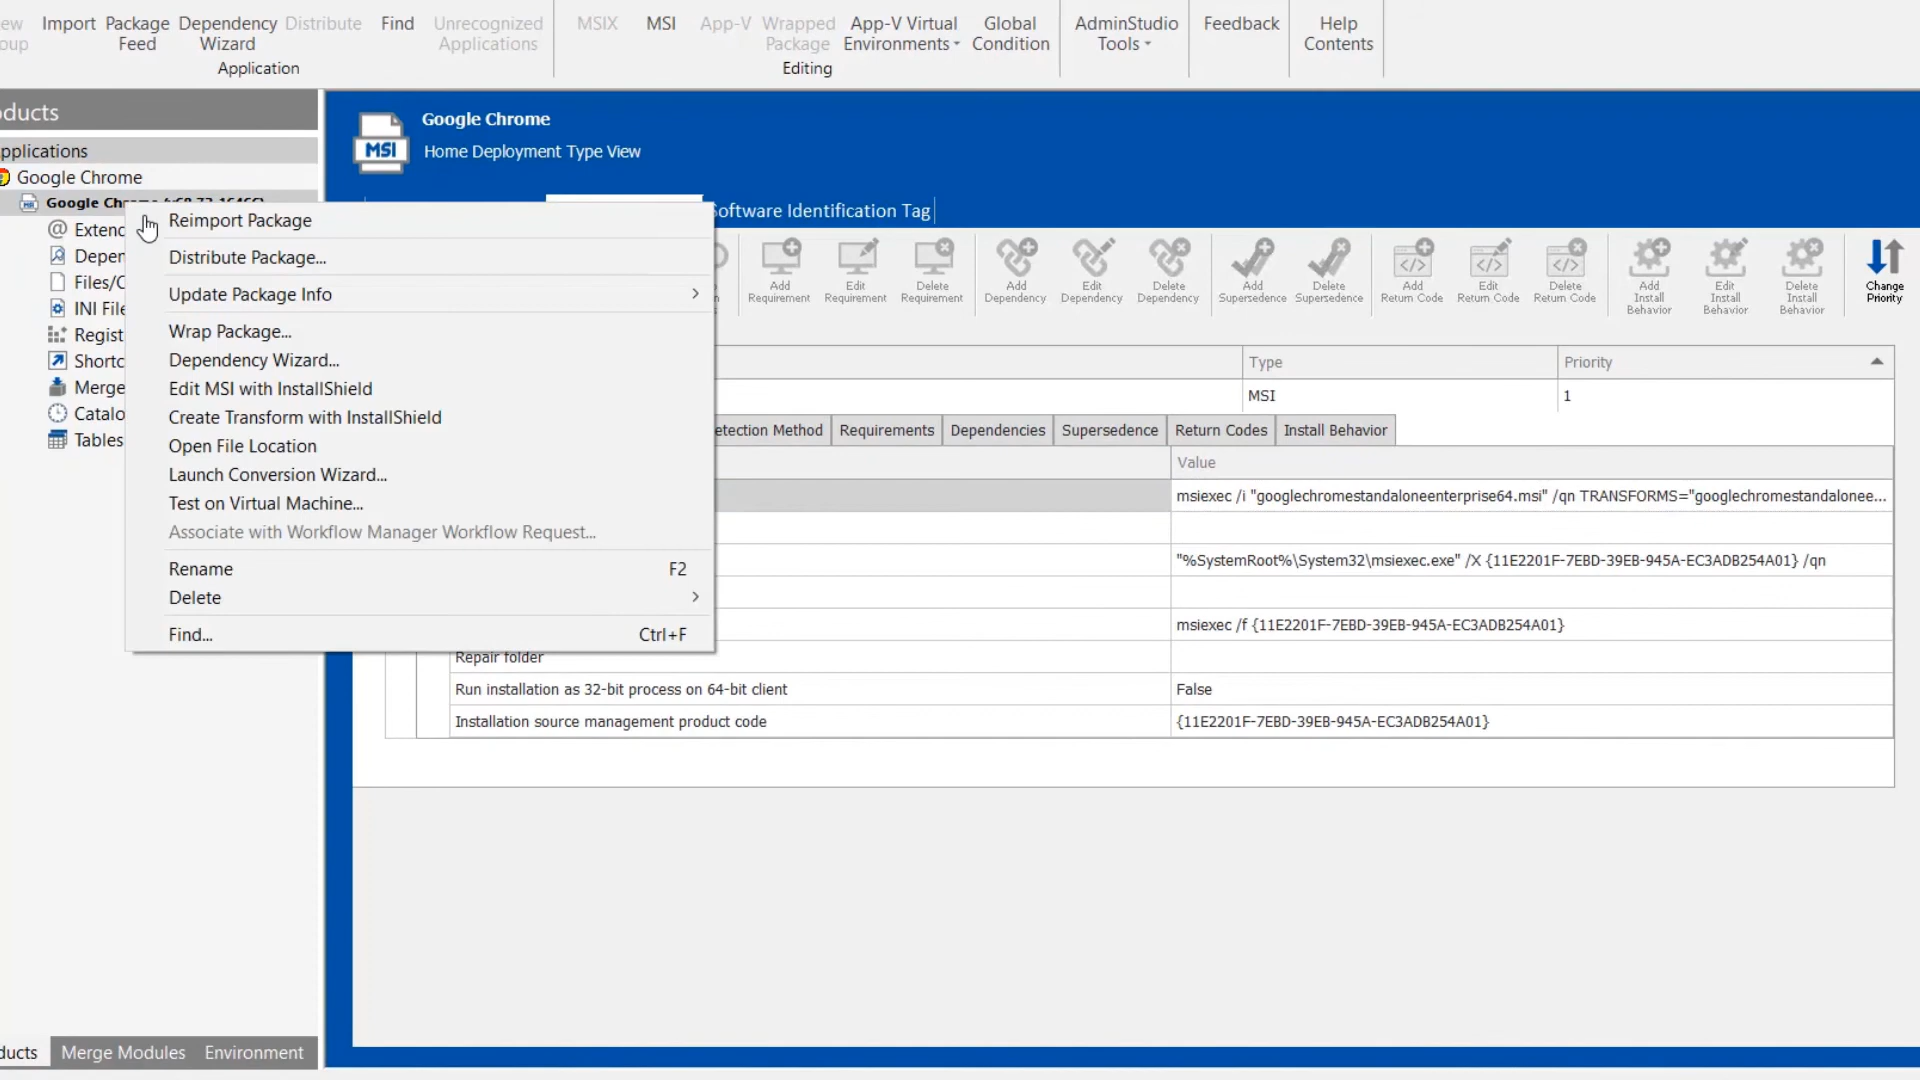 Import Package Feed Dependency Wizard Distribute Find Unrecognized Applications MSIX MSI App-V Wrapped Package App-V Virtual Environments Global Condition AdminStudio Tools Feedback Help Contents
Application Editing
Google Chrome
Home Deployment Type View
Google Chrome
Google
Software Identification Tag
Reimport Package
Distribute Package...
Update Package Info
Wrap Package...
Dependency Wizard...
Edit MSI with InstallShield
Create Transform with InstallShield
Open File Location
Launch Conversion Wizard...
Test on Virtual Machine...
Associate with Workflow Manager Workflow Request...
Rename F2
Delete
Find... Ctrl+F
Extenc
Depen
Files/C
INI File
Regist
Shortc
Merge
Catalo
Tables
Add Requirement Edit Requirement Delete Requirement Add Dependency Edit Dependency Delete Dependency Add Supersedence Delete Supersedence Add Return Code Edit Return Code Delete Return Code Add Install Behavior Edit Install Behavior Delete Install Behavior Change Priority
Type Priority
MSI 1
etection Method Requirements Dependencies Supersedence Return Codes Install Behavior
Value
msiexec /i "googlechromestandaloneenterprise64.msi" /qn TRANSFORMS="googlechromestandalonee...
"%SystemRoot%\System32\msiexec.exe" /X {11E2201F-7EBD-39EB-945A-EC3ADB254A01} /qn
msiexec /f {11E2201F-7EBD-39EB-945A-EC3ADB254A01}
Repair folder
Run installation as 32-bit process on 64-bit client False
Installation source management product code {11E2201F-7EBD-39EB-945A-EC3ADB254A01}
Merge Modules Environment